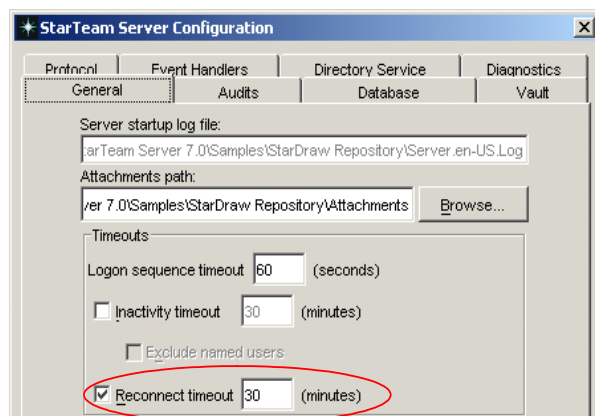 StarTeam Server Configuration
Protocol Event Handlers Directory Service Diagnostics
General Audits Database Vault
Server startup log file:
:arTeam Server 7.0\Samples\StarDraw Repository\Server.en-US.Log
Attachments path:
/er 7.0\Samples\StarDraw Repository\Attachments Browse...
Timeouts
Logon sequence timeout 60 (seconds)
Inactivity timeout 30 (minutes)
Exclude named users
Reconnect timeout 30 (minutes)